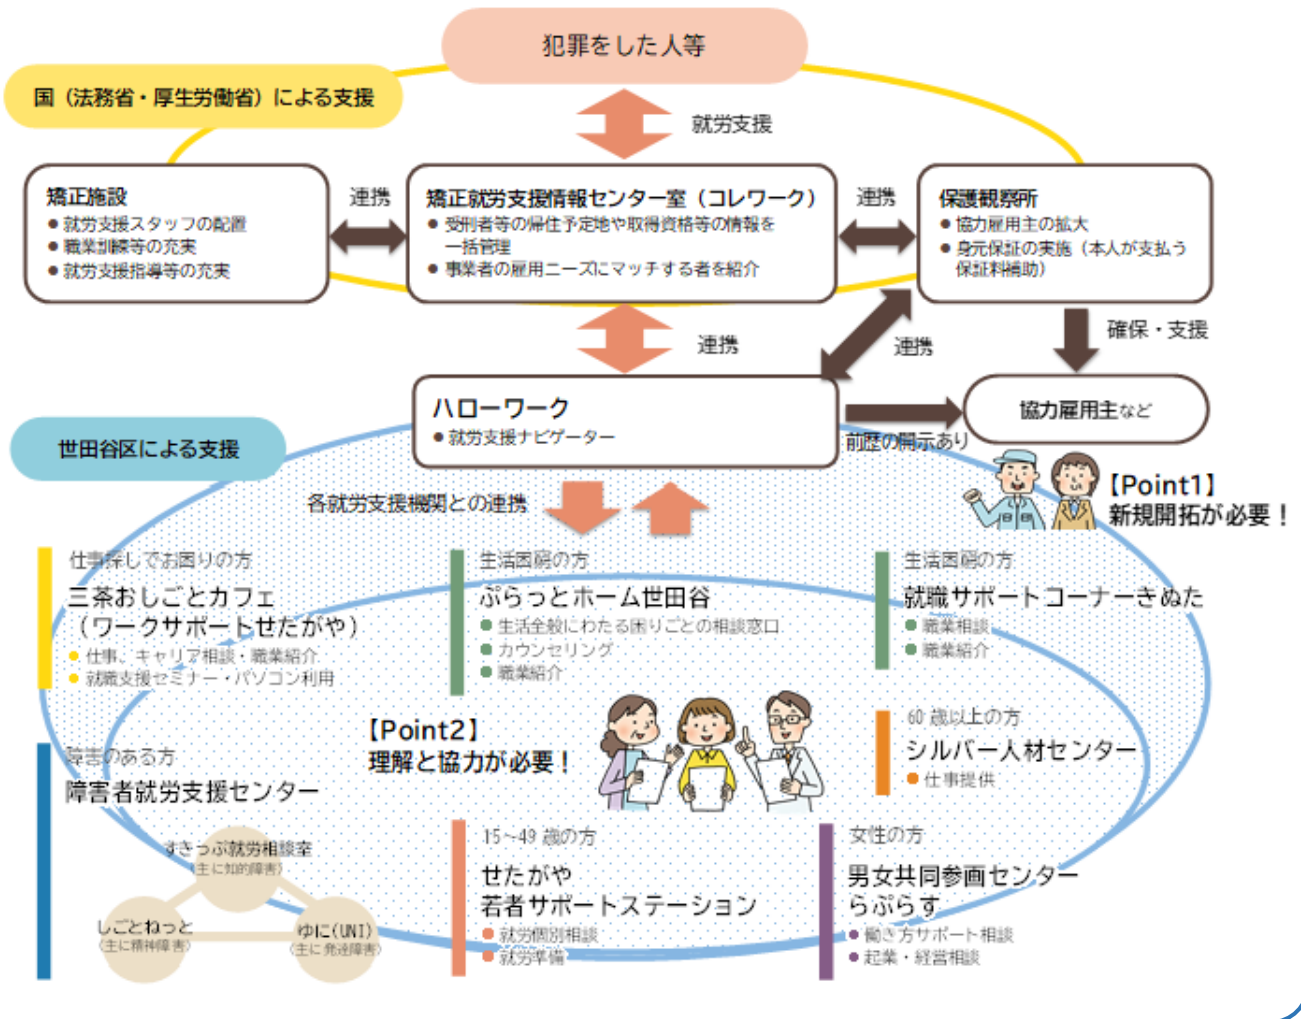 犯罪をした人等
国（法務省・厚生労働省）による支援
就労支援
矯正施設
● 就労支援スタッフの配置
● 職業訓練等の充実
● 就労支援指導等の充実
連携
矯正就労支援情報センター室（コレワーク）
● 受刑者等の帰住予定地や取得資格等の情報を
一括管理
● 事業者の雇用ニーズにマッチする者を紹介
連携
保護観察所
● 協力雇用主の拡大
● 身元保証の実施（本人が支払う
保証料補助）
連携
連携
確保・支援
ハローワーク
● 就労支援ナビゲーター
協力雇用主など
前歴の開示あり
世田谷区による支援
各就労支援機関との連携
【Point1】
新規開拓が必要！
仕事探しでお困りの方
三茶おしごとカフェ
（ワークサポートせたがや）
● 仕事、キャリア相談・職業紹介
● 就職支援セミナー・パソコン利用
生活困窮の方
ぷらっとホーム世田谷
● 生活全般にわたる困りごとの相談窓口
● カウンセリング
● 職業紹介
生活困窮の方
就職サポートコーナーきぬた
● 職業相談
● 職業紹介
【Point2】
理解と協力が必要！
60 歳以上の方
シルバー人材センター
● 仕事提供
障害のある方
障害者就労支援センター
すきっぷ就労相談室
（主に知的障害）
しごとねっと
（主に精神障害）
ゆに(UNI)
（主に発達障害）
15～49 歳の方
せたがや
若者サポートステーション
● 就労個別相談
● 就労準備
女性の方
男女共同参画センター
らぷらす
● 働き方サポート相談
● 起業・経営相談